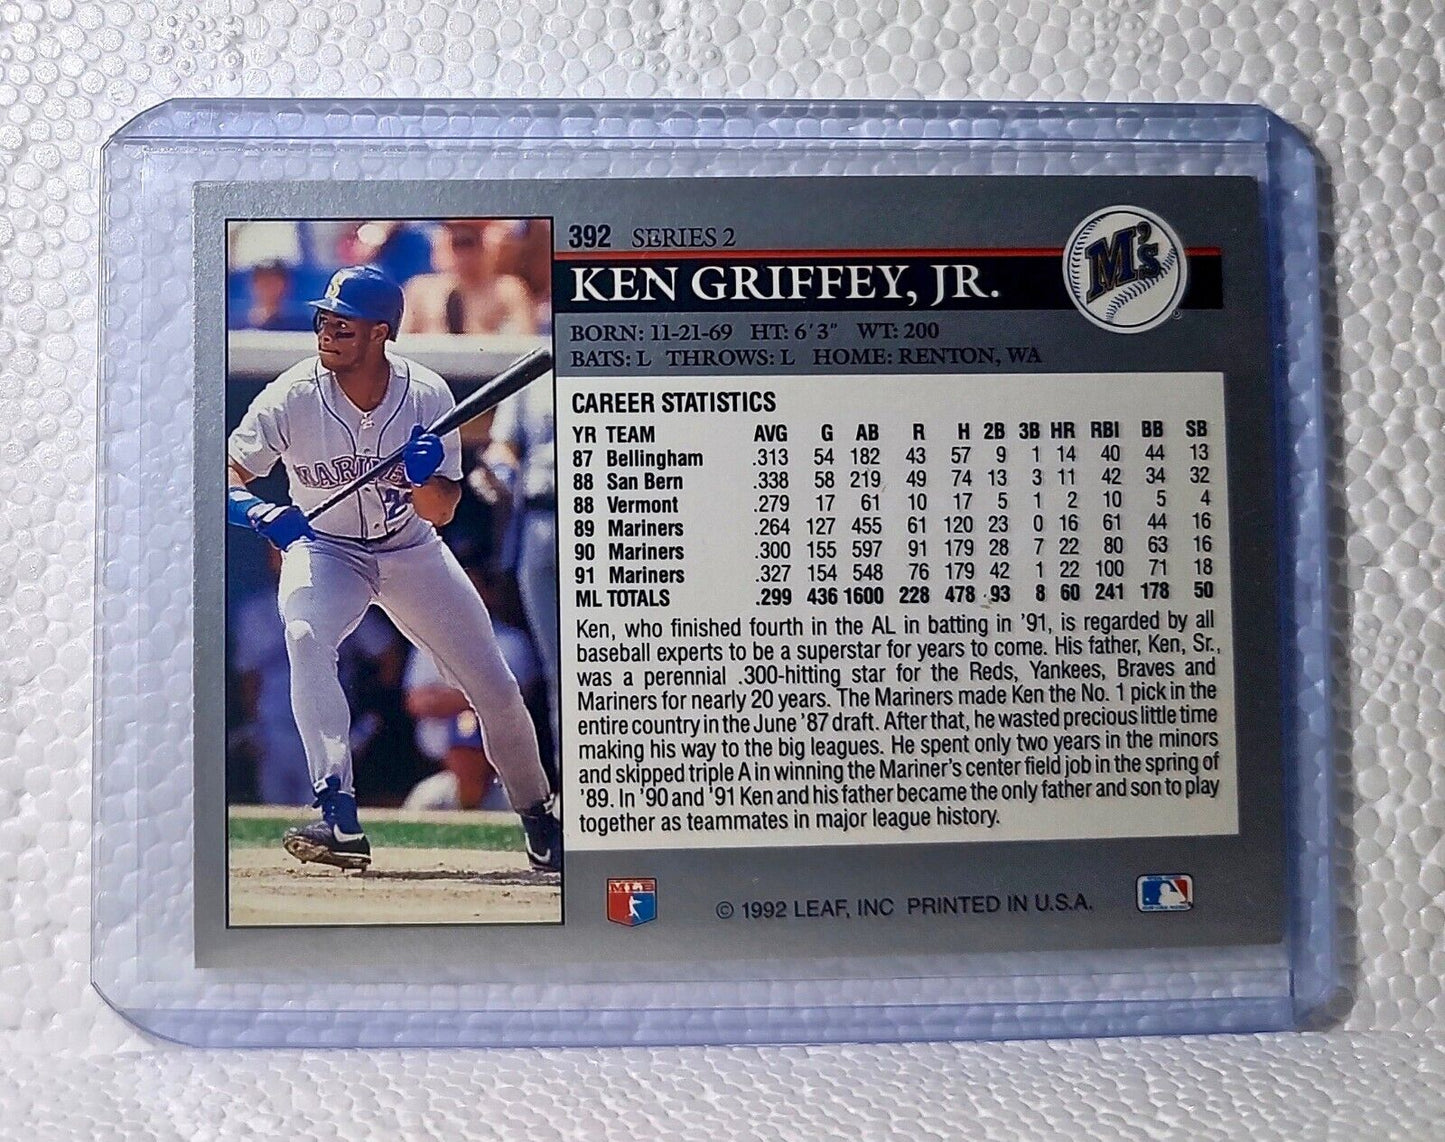 392 SERIES 2
KEN GRIFFEY, JR.
M's
BORN: 11-21-69 HT: 6'3" WT: 200
BATS: L THROWS: L HOME: RENTON, WA
CAREER STATISTICS
YR TEAM AVG G AB R H 2B 3B HR RBI BB SB
87 Bellingham .313 54 182 43 57 9 1 14 40 44 13
88 San Bern .338 58 219 49 74 13 3 11 42 34 32
88 Vermont .279 17 61 10 17 5 1 2 10 5 4
89 Mariners .264 127 455 61 120 23 0 16 61 44 16
90 Mariners .300 155 597 91 179 28 7 22 80 63 16
91 Mariners .327 154 548 76 179 42 1 22 100 71 18
ML TOTALS .299 436 1600 228 478 93 8 60 241 178 50
Ken, who finished fourth in the AL in batting in '91, is regarded by all
baseball experts to be a superstar for years to come. His father, Ken, Sr.,
was a perennial .300-hitting star for the Reds, Yankees, Braves and
Mariners for nearly 20 years. The Mariners made Ken the No. 1 pick in the
entire country in the June '87 draft. After that, he wasted precious little time
making his way to the big leagues. He spent only two years in the minors
and skipped triple A in winning the Mariner's center field job in the spring of
'89. In '90 and '91 Ken and his father became the only father and son to play
together as teammates in major league history.
MLB
© 1992 LEAF, INC PRINTED IN U.S.A.